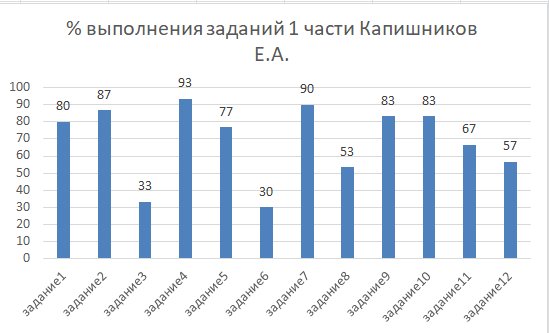 % выполнения заданий 1 части Капишников
Е.А.
100
90
80
70
60
50
40
30
20
10
0
80
87
33
93
77
30
90
53
83
83
67
57
задание1
задание2
задание3
задание4
задание5
задание6
задание7
задание8
задание9
задание10
задание11
задание12